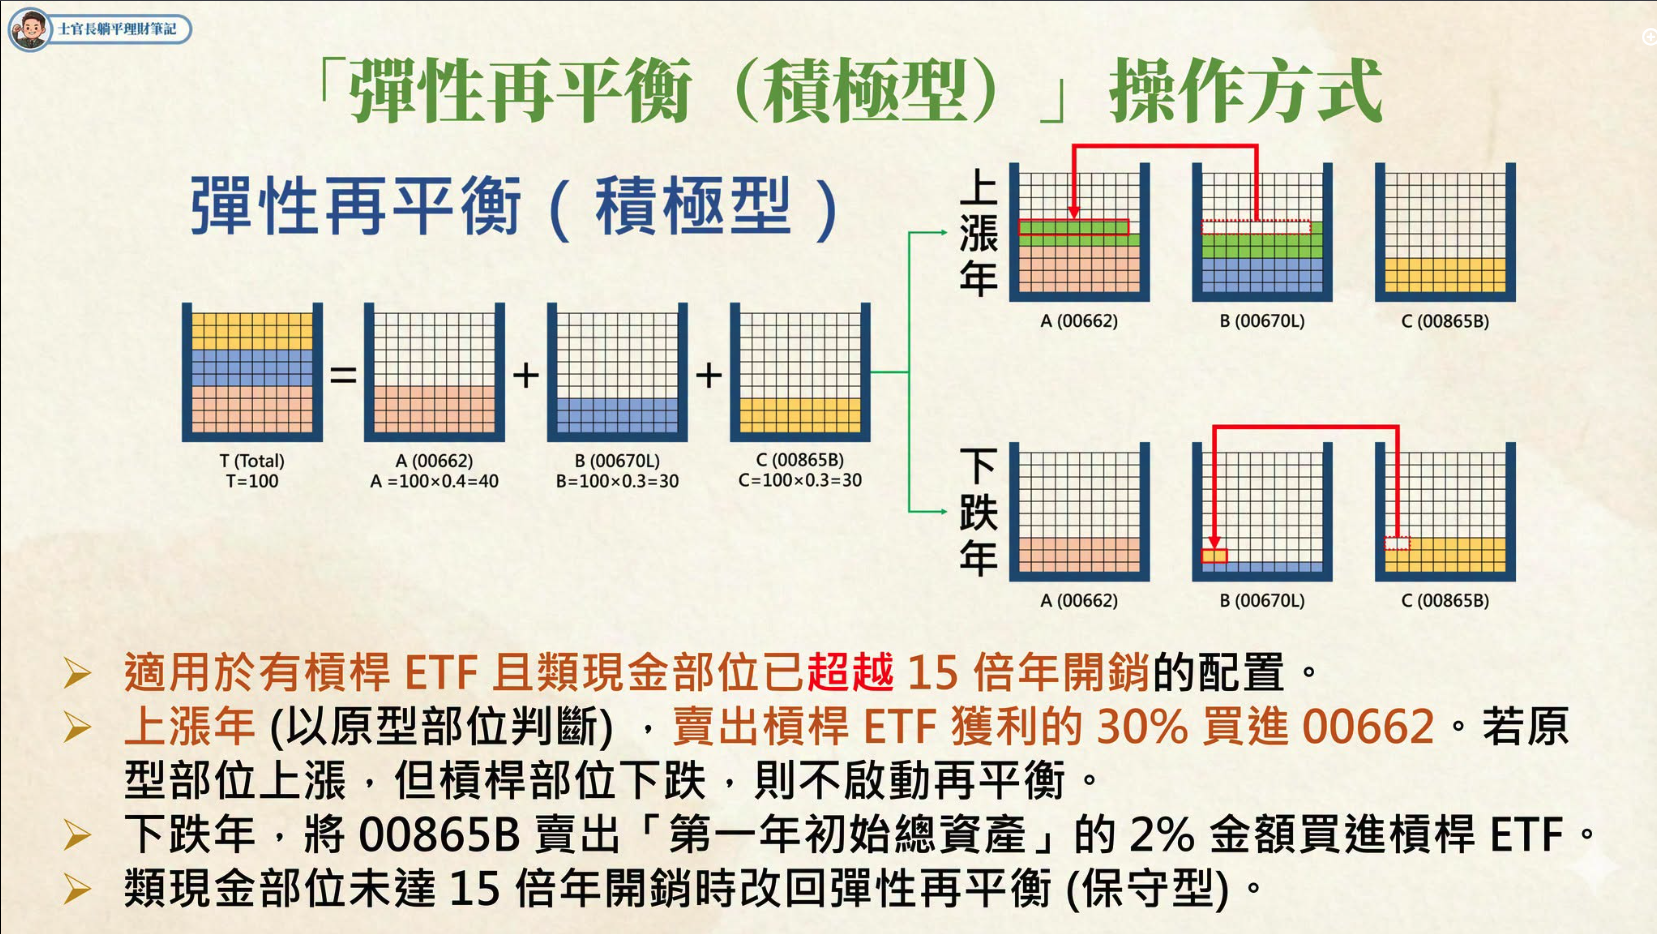 士官長躺平理財筆記
「彈性再平衡（積極型）」操作方式
彈性再平衡（積極型）
T (Total)
T=100
=
A (00662)
A =100×0.4=40
+
B (00670L)
B=100×0.3=30
+
C (00865B)
C=100×0.3=30
上漲年
A (00662)
B (00670L)
C (00865B)
下跌年
A (00662)
B (00670L)
C (00865B)
適用於有槓桿 ETF 且類現金部位已超越 15 倍年開銷的配置。
上漲年 (以原型部位判斷) ，賣出槓桿 ETF 獲利的 30% 買進 00662。若原
型部位上漲，但槓桿部位下跌，則不啟動再平衡。
下跌年，將 00865B 賣出「第一年初始總資產」的 2% 金額買進槓桿 ETF。
類現金部位未達 15 倍年開銷時改回彈性再平衡 (保守型)。